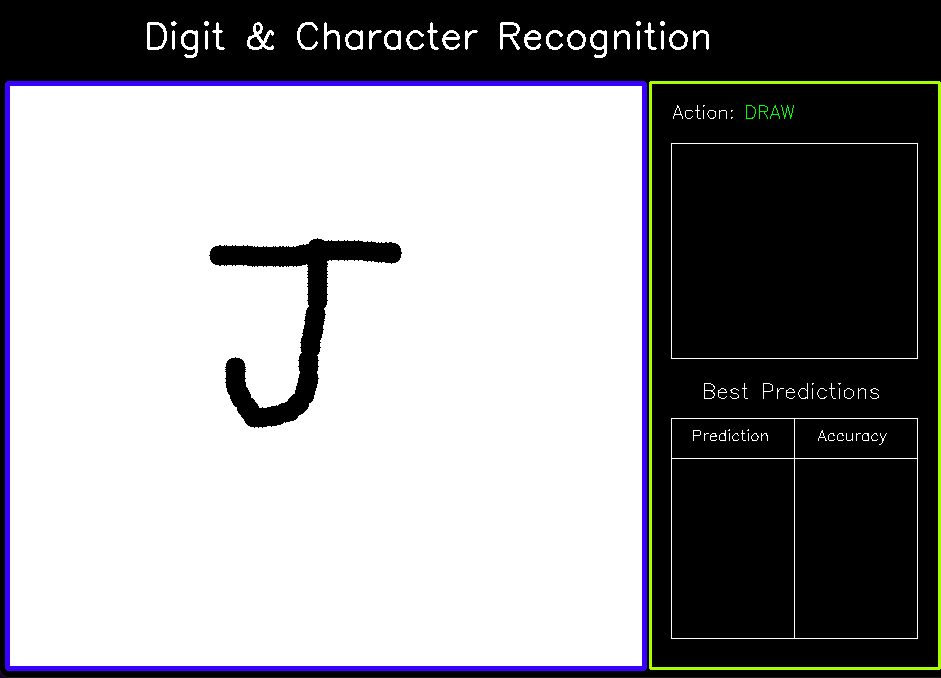 Digit & Character Recognition
Action: DRAW
J
Best Predictions
Prediction Accuracy